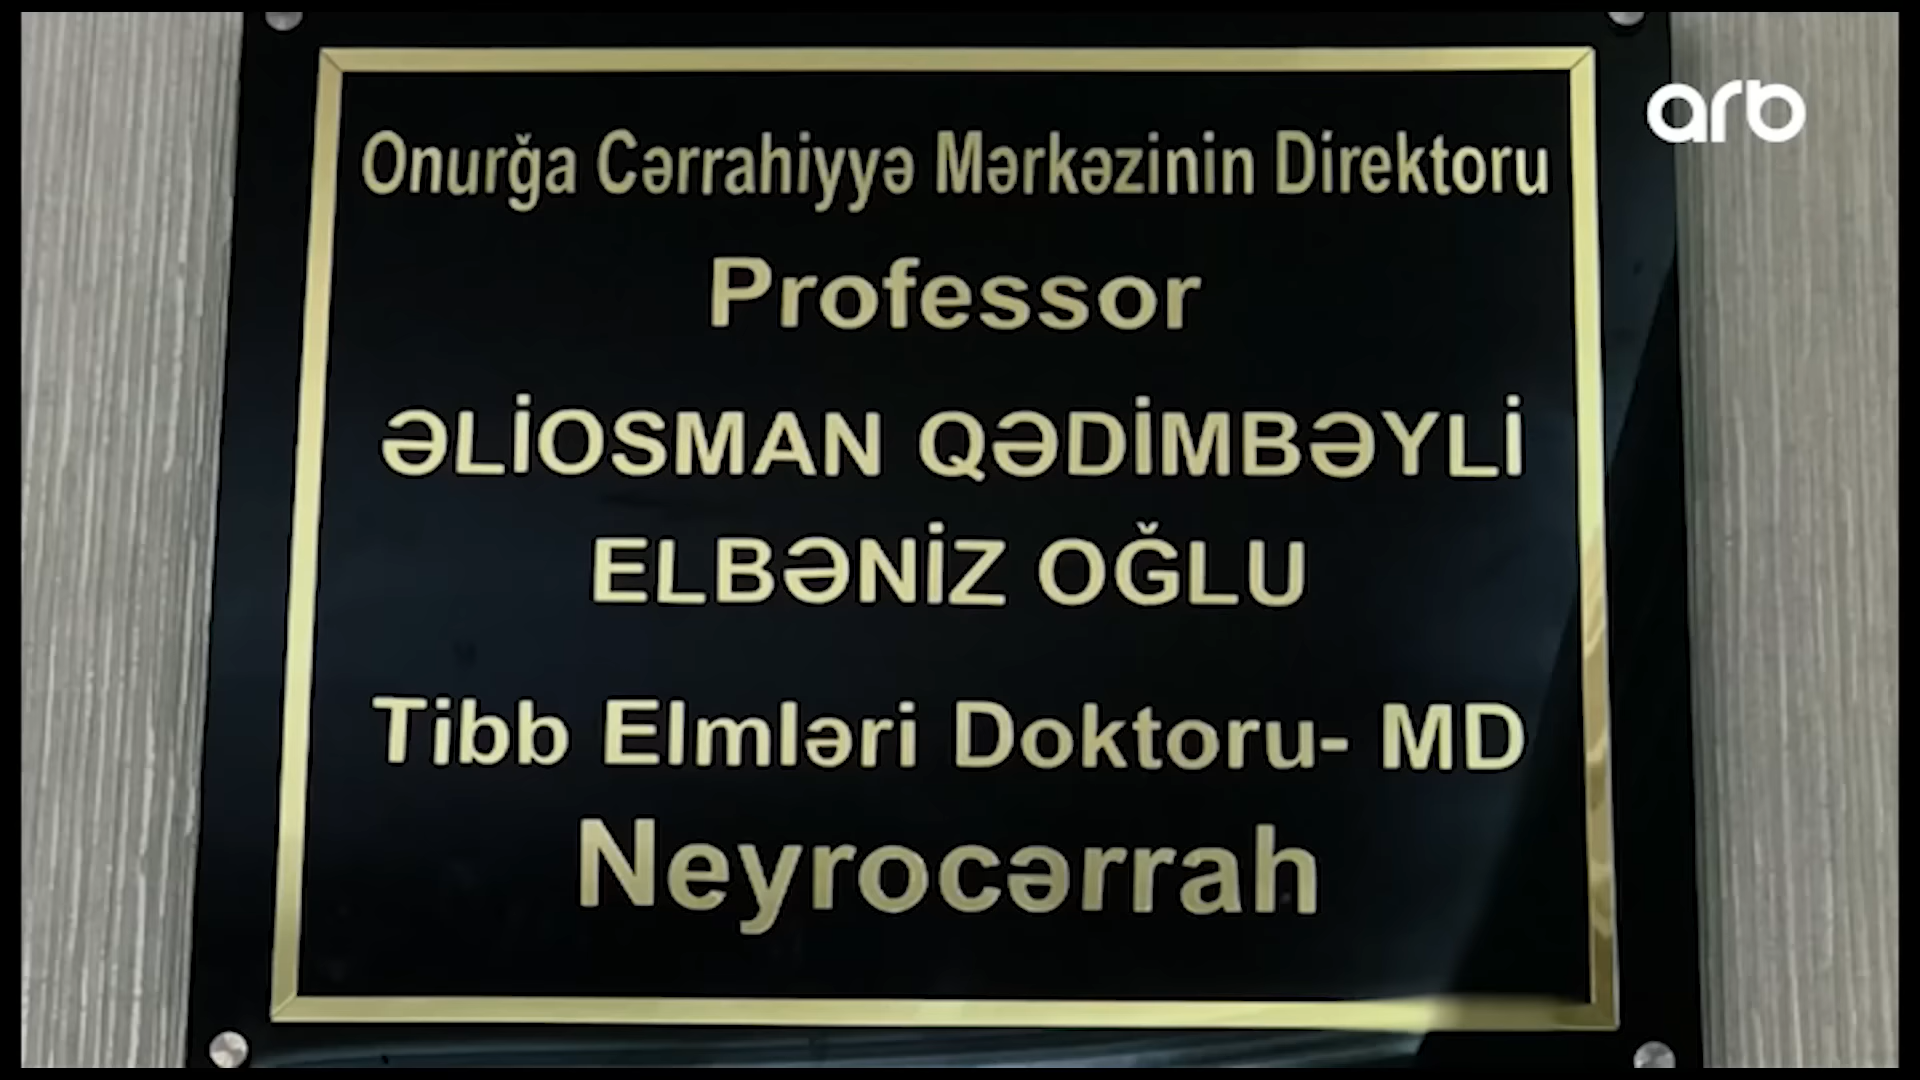 arb
Onurğa Cərrahiyyə Mərkəzinin Direktoru
Professor
ƏLİOSMAN QƏDİMBƏYLİ
ELBƏNİZ OĞLU
Tibb Elmləri Doktoru- MD
Neyrocərrah